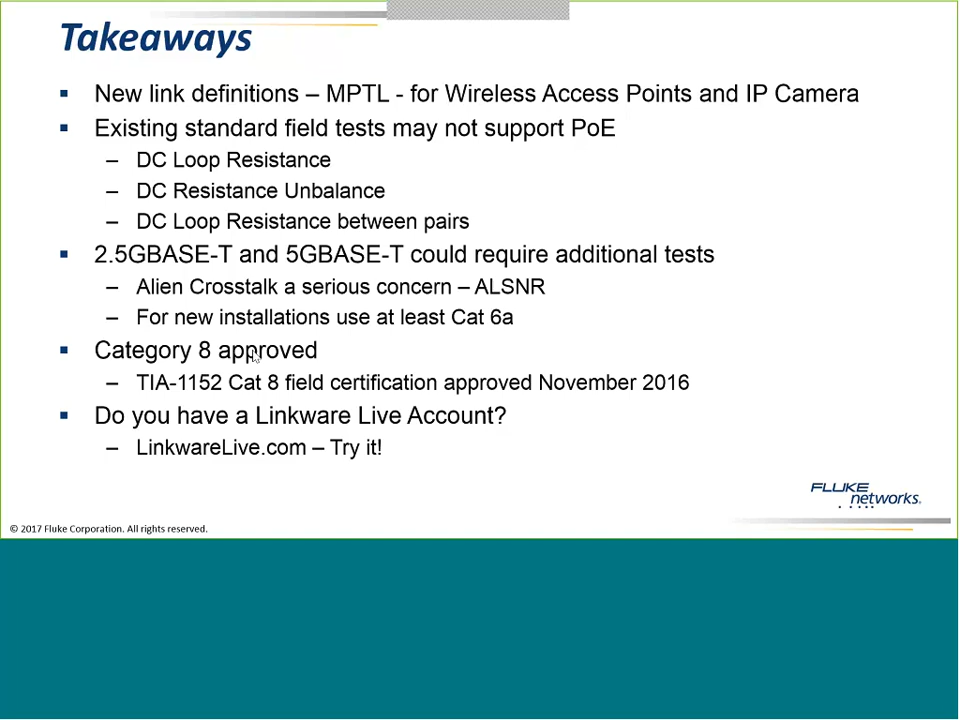 Takeaways
▪ New link definitions – MPTL - for Wireless Access Points and IP Camera
▪ Existing standard field tests may not support PoE
– DC Loop Resistance
– DC Resistance Unbalance
– DC Loop Resistance between pairs
▪ 2.5GBASE-T and 5GBASE-T could require additional tests
– Alien Crosstalk a serious concern – ALSNR
– For new installations use at least Cat 6a
▪ Category 8 approved
– TIA-1152 Cat 8 field certification approved November 2016
▪ Do you have a Linkware Live Account?
– LinkwareLive.com – Try it!
FLUKE
networks.
© 2017 Fluke Corporation. All rights reserved.